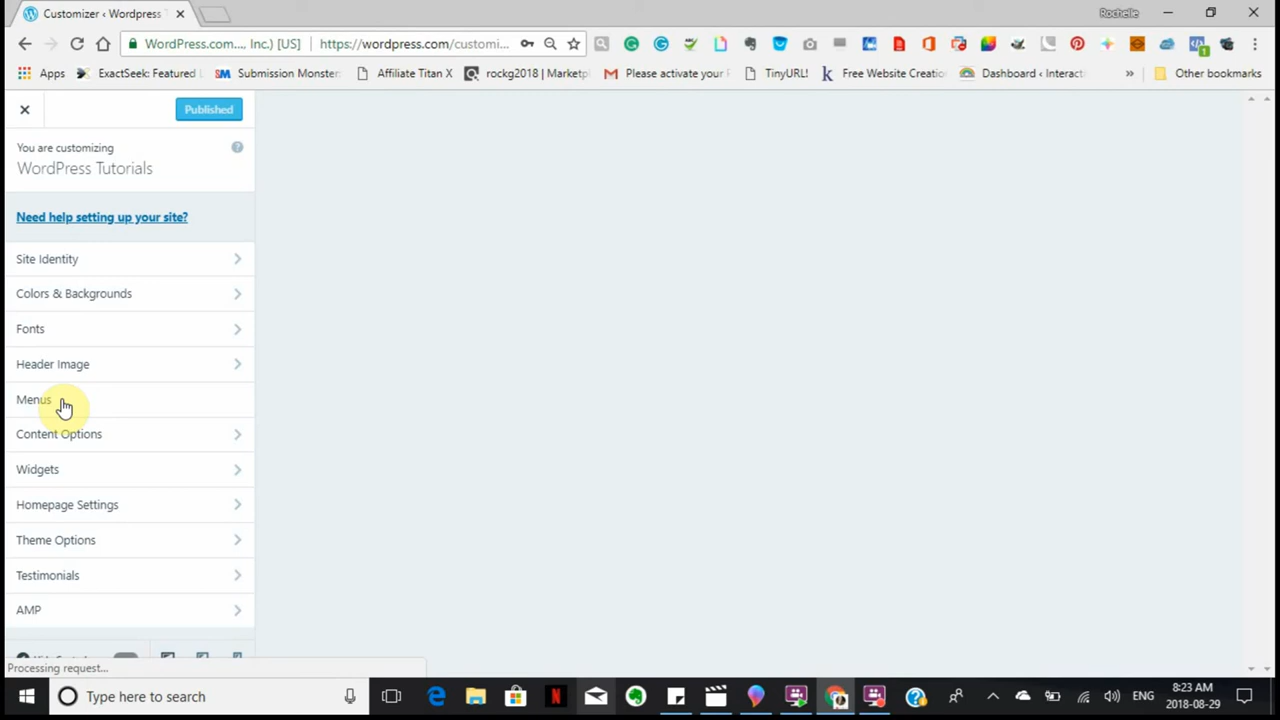 Customizer ‹ Wordpress T
Rochelle
WordPress.com..., Inc.) [US]
https://wordpress.com/customi...
Apps
ExactSeek: Featured L
Submission Monster
Affiliate Titan X
rockg2018 | Marketpl
Please activate your F
TinyURL!
Free Website Creatio
Dashboard ‹ Interact
»
Other bookmarks
Published
You are customizing
WordPress Tutorials
Need help setting up your site?
Site Identity
Colors & Backgrounds
Fonts
Header Image
Menus
Content Options
Widgets
Homepage Settings
Theme Options
Testimonials
AMP
Processing request...
Type here to search
ENG
8:23 AM
2018-08-29